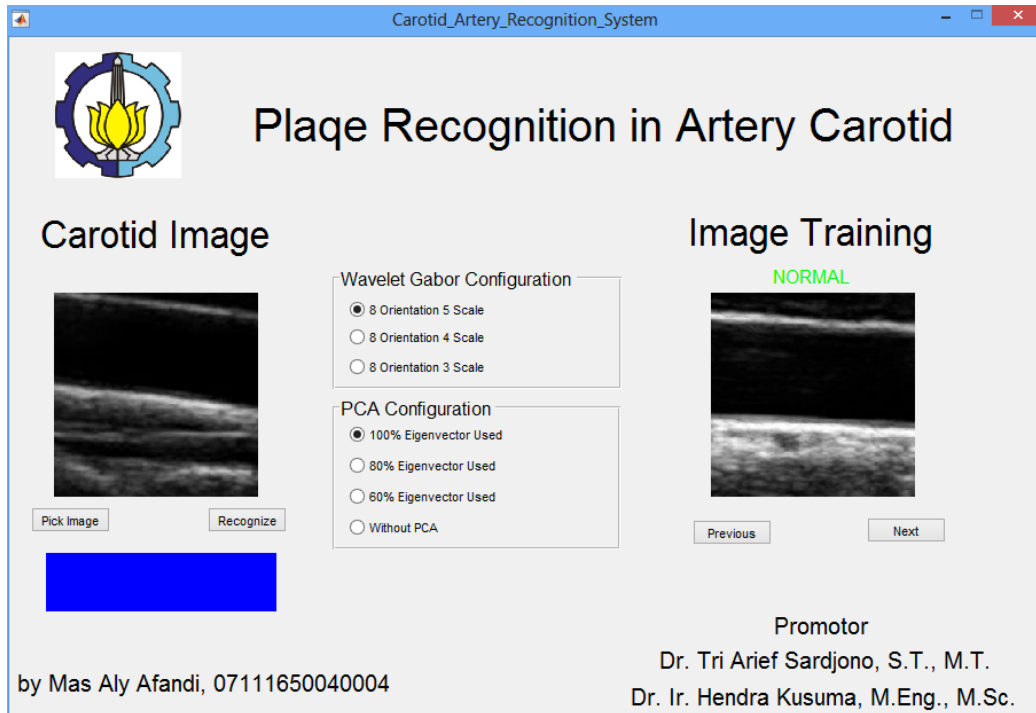 Carotid_Artery_Recognition_System
Plaqe Recognition in Artery Carotid
Carotid Image
Pick Image
Recognize
Wavelet Gabor Configuration
8 Orientation 5 Scale
8 Orientation 4 Scale
8 Orientation 3 Scale
PCA Configuration
100% Eigenvector Used
80% Eigenvector Used
60% Eigenvector Used
Without PCA
Image Training
NORMAL
Previous
Next
by Mas Aly Afandi, 07111650040004
Promotor
Dr. Tri Arief Sardjono, S.T., M.T.
Dr. Ir. Hendra Kusuma, M.Eng., M.Sc.